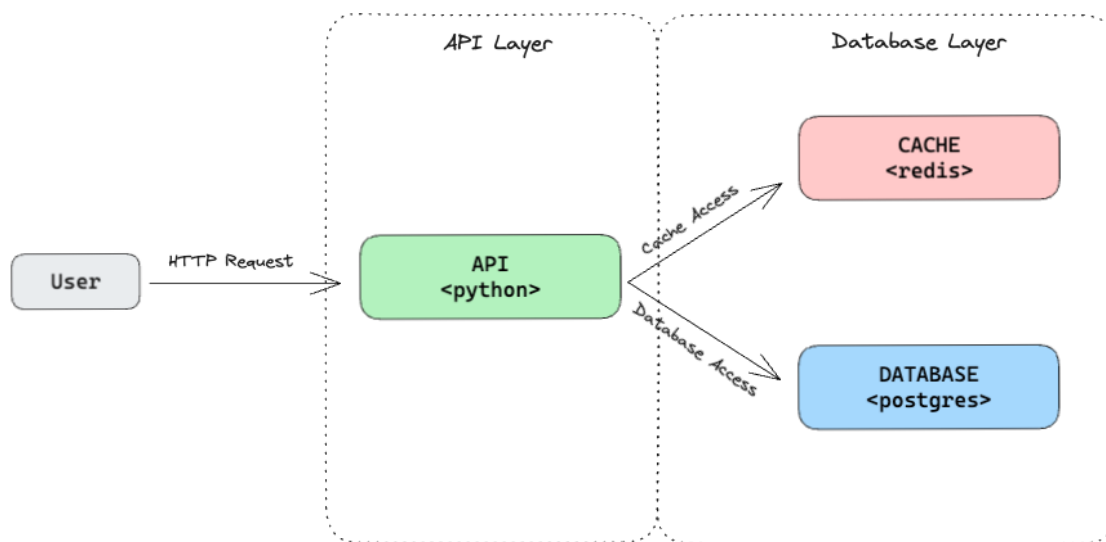 API Layer
Database Layer
CACHE
<redis>
Cache Access
HTTP Request
User
API
<python>
Database Access
DATABASE
<postgres>